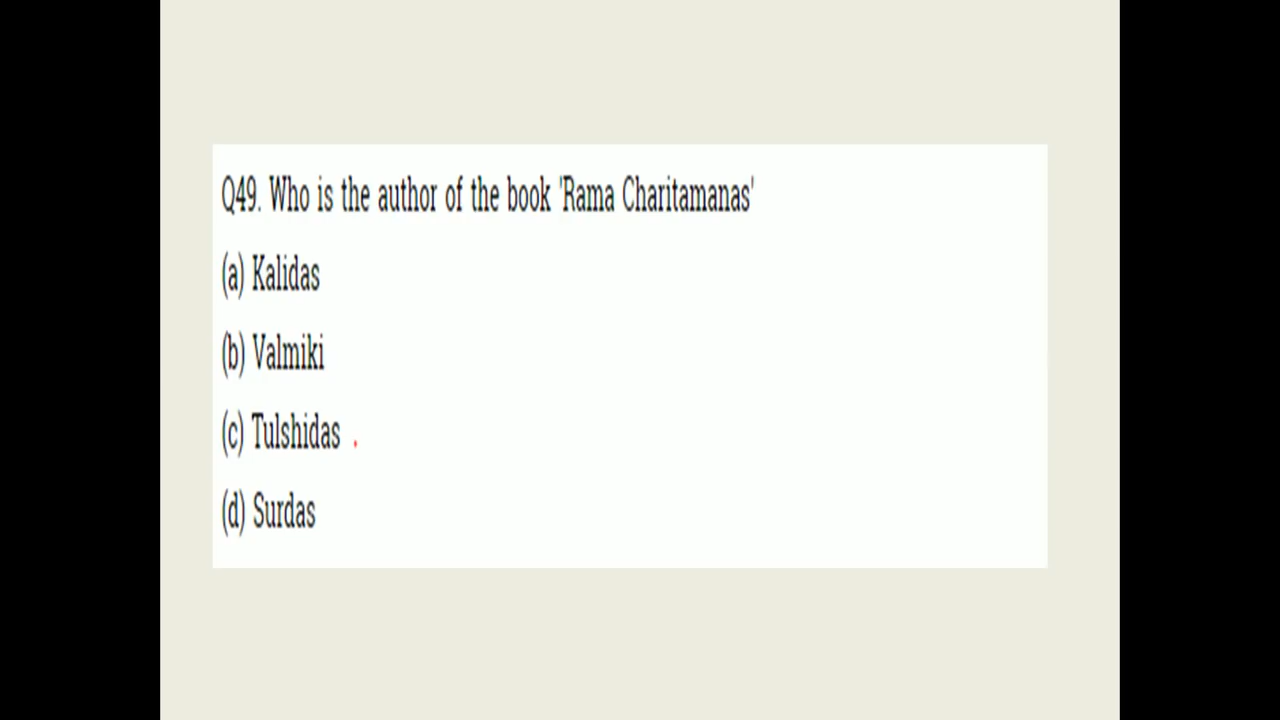 Q49. Who is the author of the book 'Rama Charitamanas'
(a) Kalidas
(b) Valmiki
(c) Tulshidas
(d) Surdas